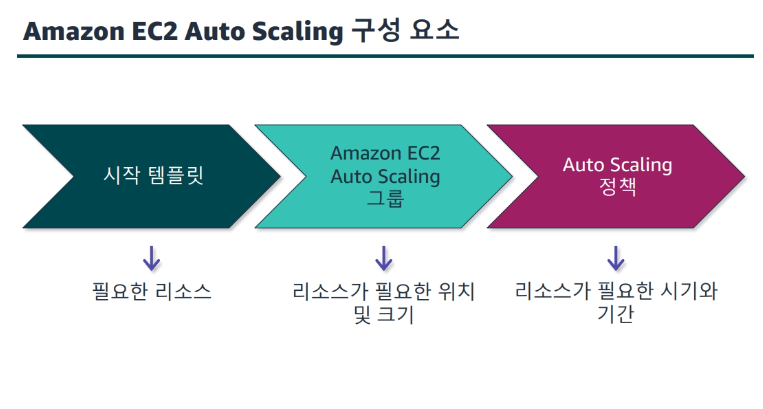 Amazon EC2 Auto Scaling 구성 요소
시작 템플릿
Amazon EC2
Auto Scaling
그룹
Auto Scaling
정책
필요한 리소스
리소스가 필요한 위치
및 크기
리소스가 필요한 시기와
기간